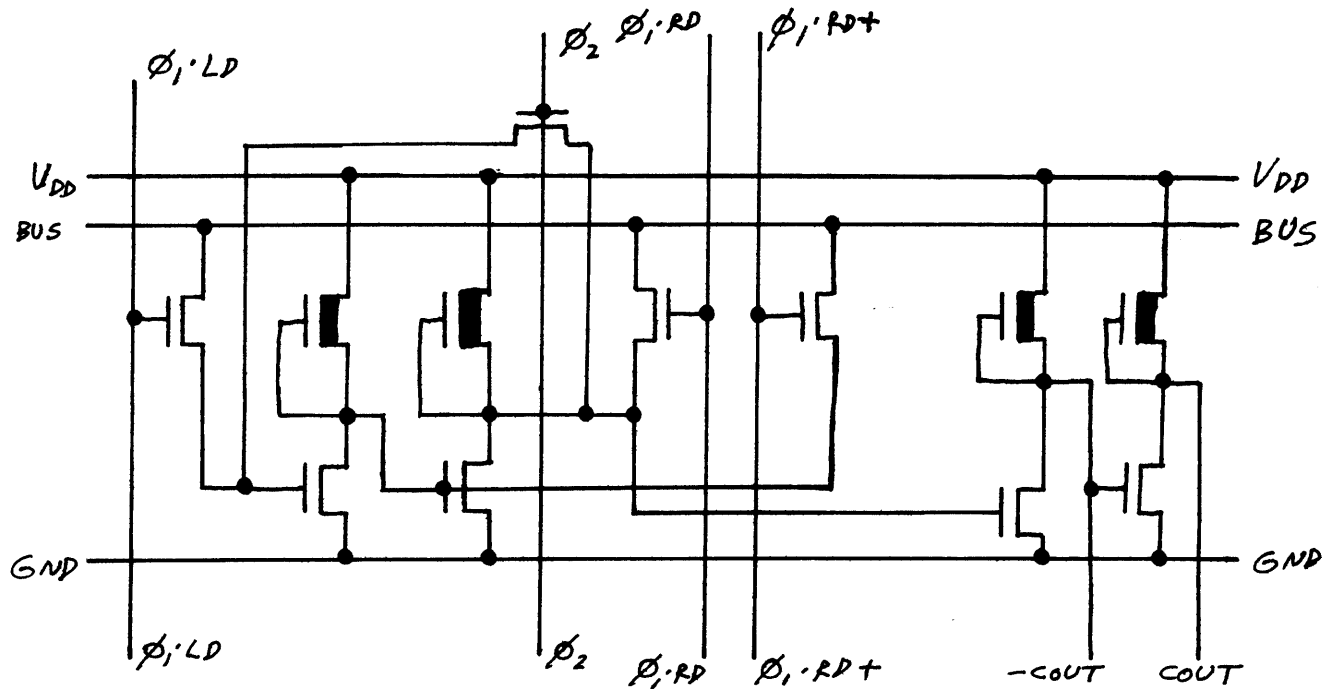 Ø₁·LD
Ø₂
Ø₁·RD
Ø₁·RD+
VDD
VDD
BUS
BUS
GND
GND
Ø₁·LD
Ø₂
Ø₁·RD
Ø₁·RD+
-COUT
COUT